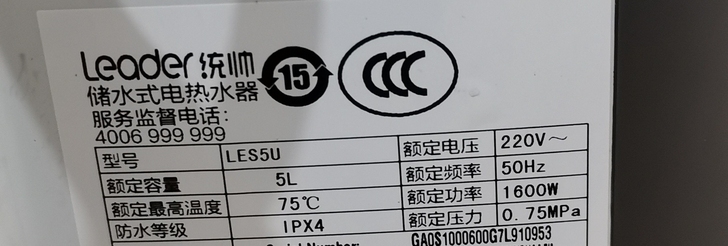 Leader 统帅 15 CCC
储水式电热水器
服务监督电话:
4006 999 999
型号 LES5U 额定电压 220V～
额定容量 5L 额定频率 50Hz
额定最高温度 75℃ 额定功率 1600W
防水等级 IPX4 额定压力 0.75MPa
Serial Number: GA0S1000600G7L910953